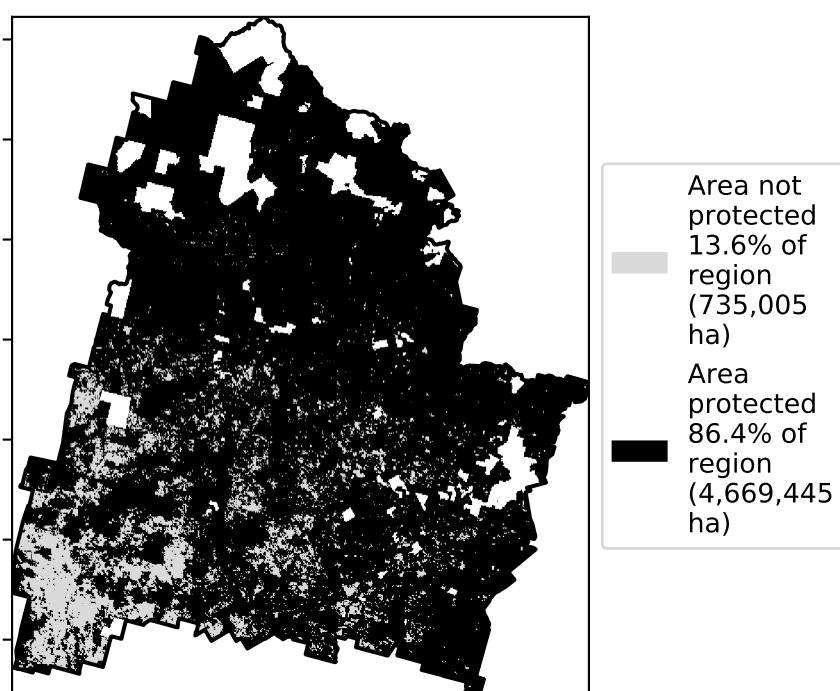 Area not
protected
13.6% of
region
(735,005
ha)
Area
protected
86.4% of
region
(4,669,445
ha)